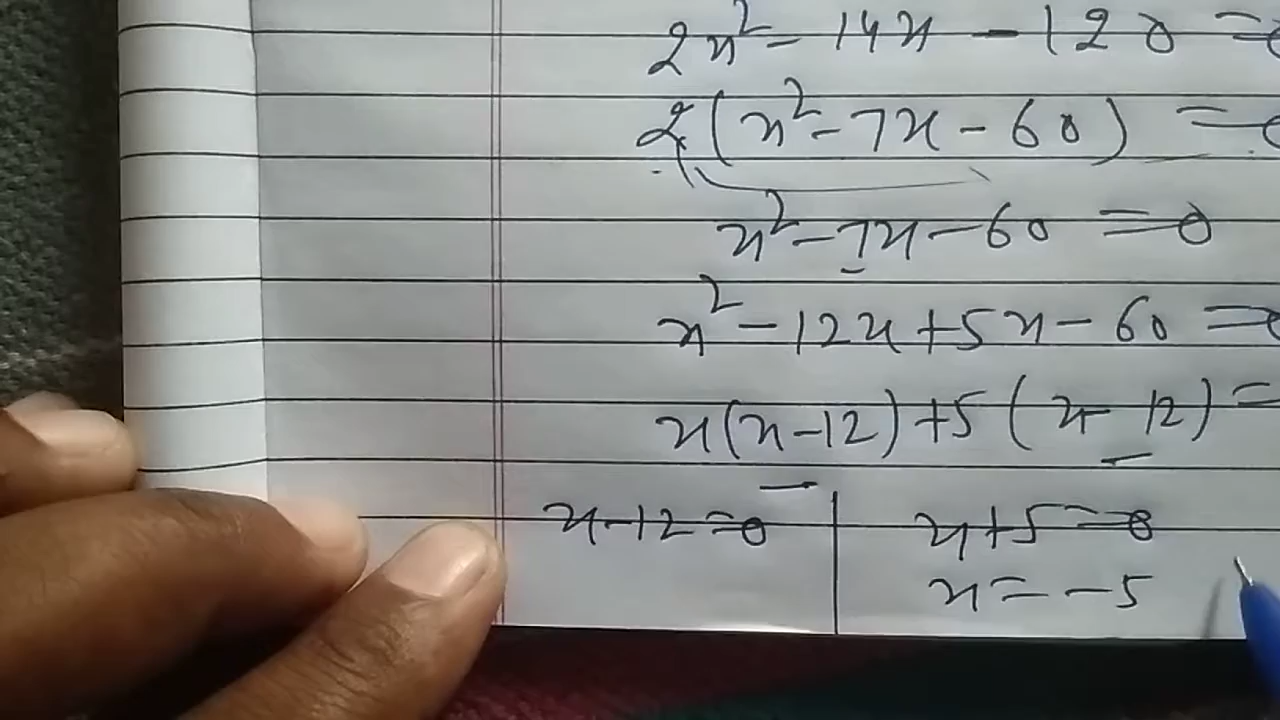 2x² - 14x - 120 = 0
2(x² - 7x - 60) = 0
x² - 7x - 60 = 0
x² - 12x + 5x - 60 = 0
x(x - 12) + 5(x - 12) =
x - 12 = 0 | x + 5 = 0
x = -5